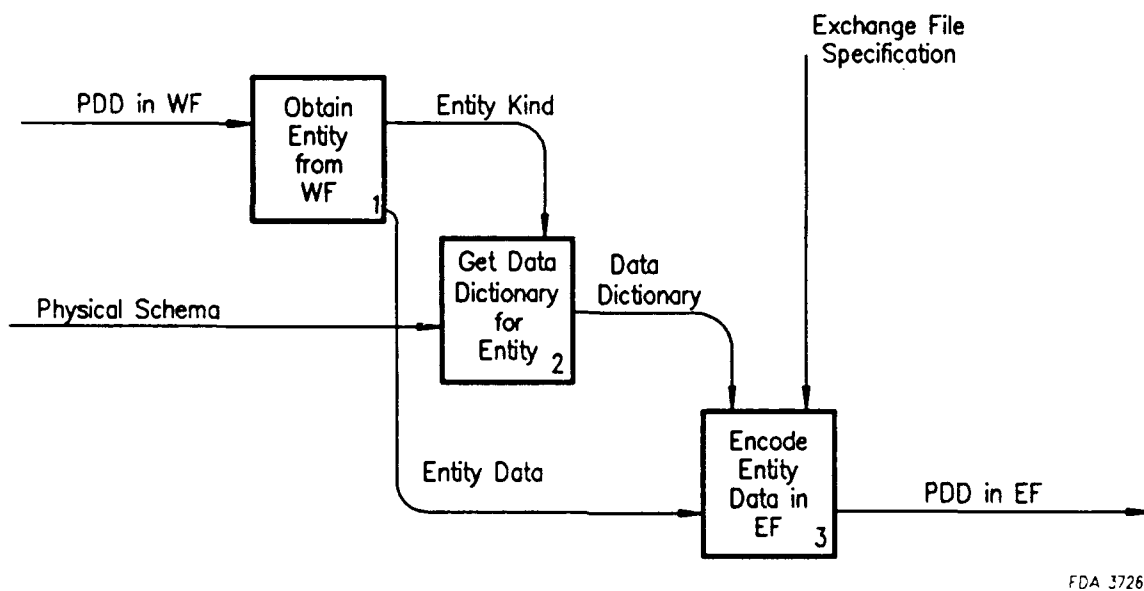 Exchange File
Specification
PDD in WF
Obtain
Entity
from
WF
1
Entity Kind
Physical Schema
Get Data
Dictionary
for
Entity
2
Data
Dictionary
Entity Data
Encode
Entity
Data in
EF
3
PDD in EF
FDA 3726